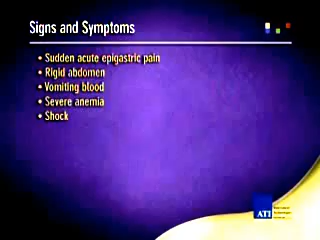 Signs and Symptoms
• Sudden acute epigastric pain
• Rigid abdomen
• Vomiting blood
• Severe anemia
• Shock
ATI